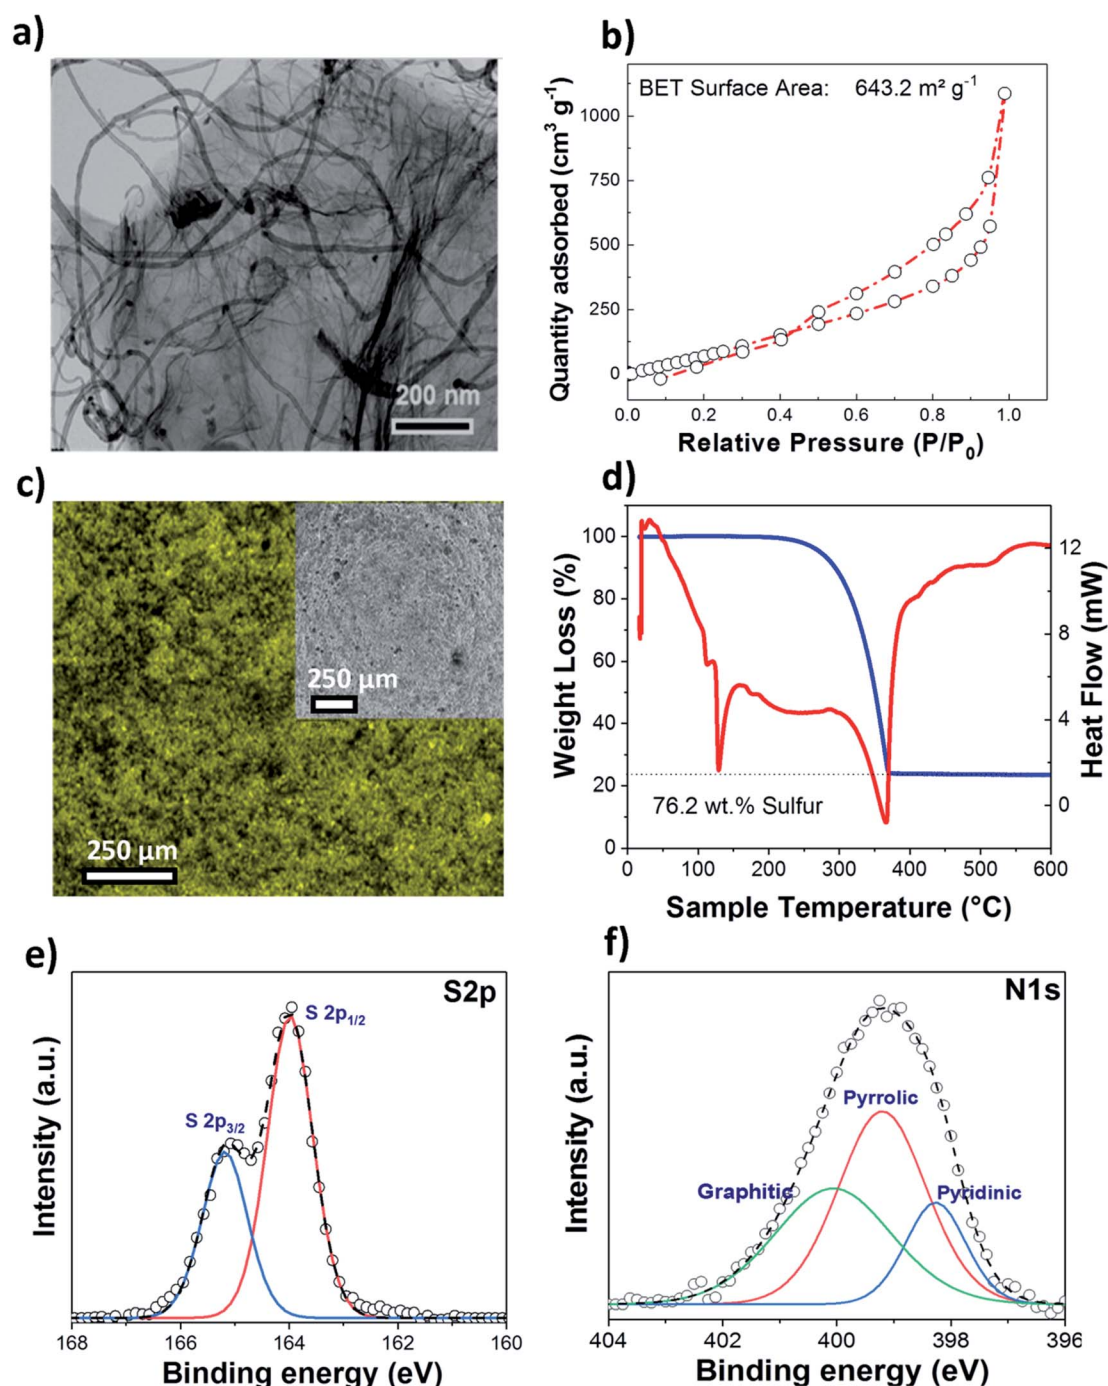 a)
200 nm
b)
BET Surface Area: 643.2 m² g⁻¹
Quantity adsorbed (cm³ g⁻¹)
1000
750
500
250
0
0.0 0.2 0.4 0.6 0.8 1.0
Relative Pressure (P/P₀)
c)
250 µm
250 µm
d)
Weight Loss (%)
100
80
60
40
20
0
76.2 wt.% Sulfur
12
8
4
0
Heat Flow (mW)
0 100 200 300 400 500 600
Sample Temperature (°C)
e)
S2p
S 2p₁/₂
S 2p₃/₂
Intensity (a.u.)
168 166 164 162 160
Binding energy (eV)
f)
N1s
Pyrrolic
Graphitic
Pyridinic
Intensity (a.u.)
404 402 400 398 396
Binding energy (eV)